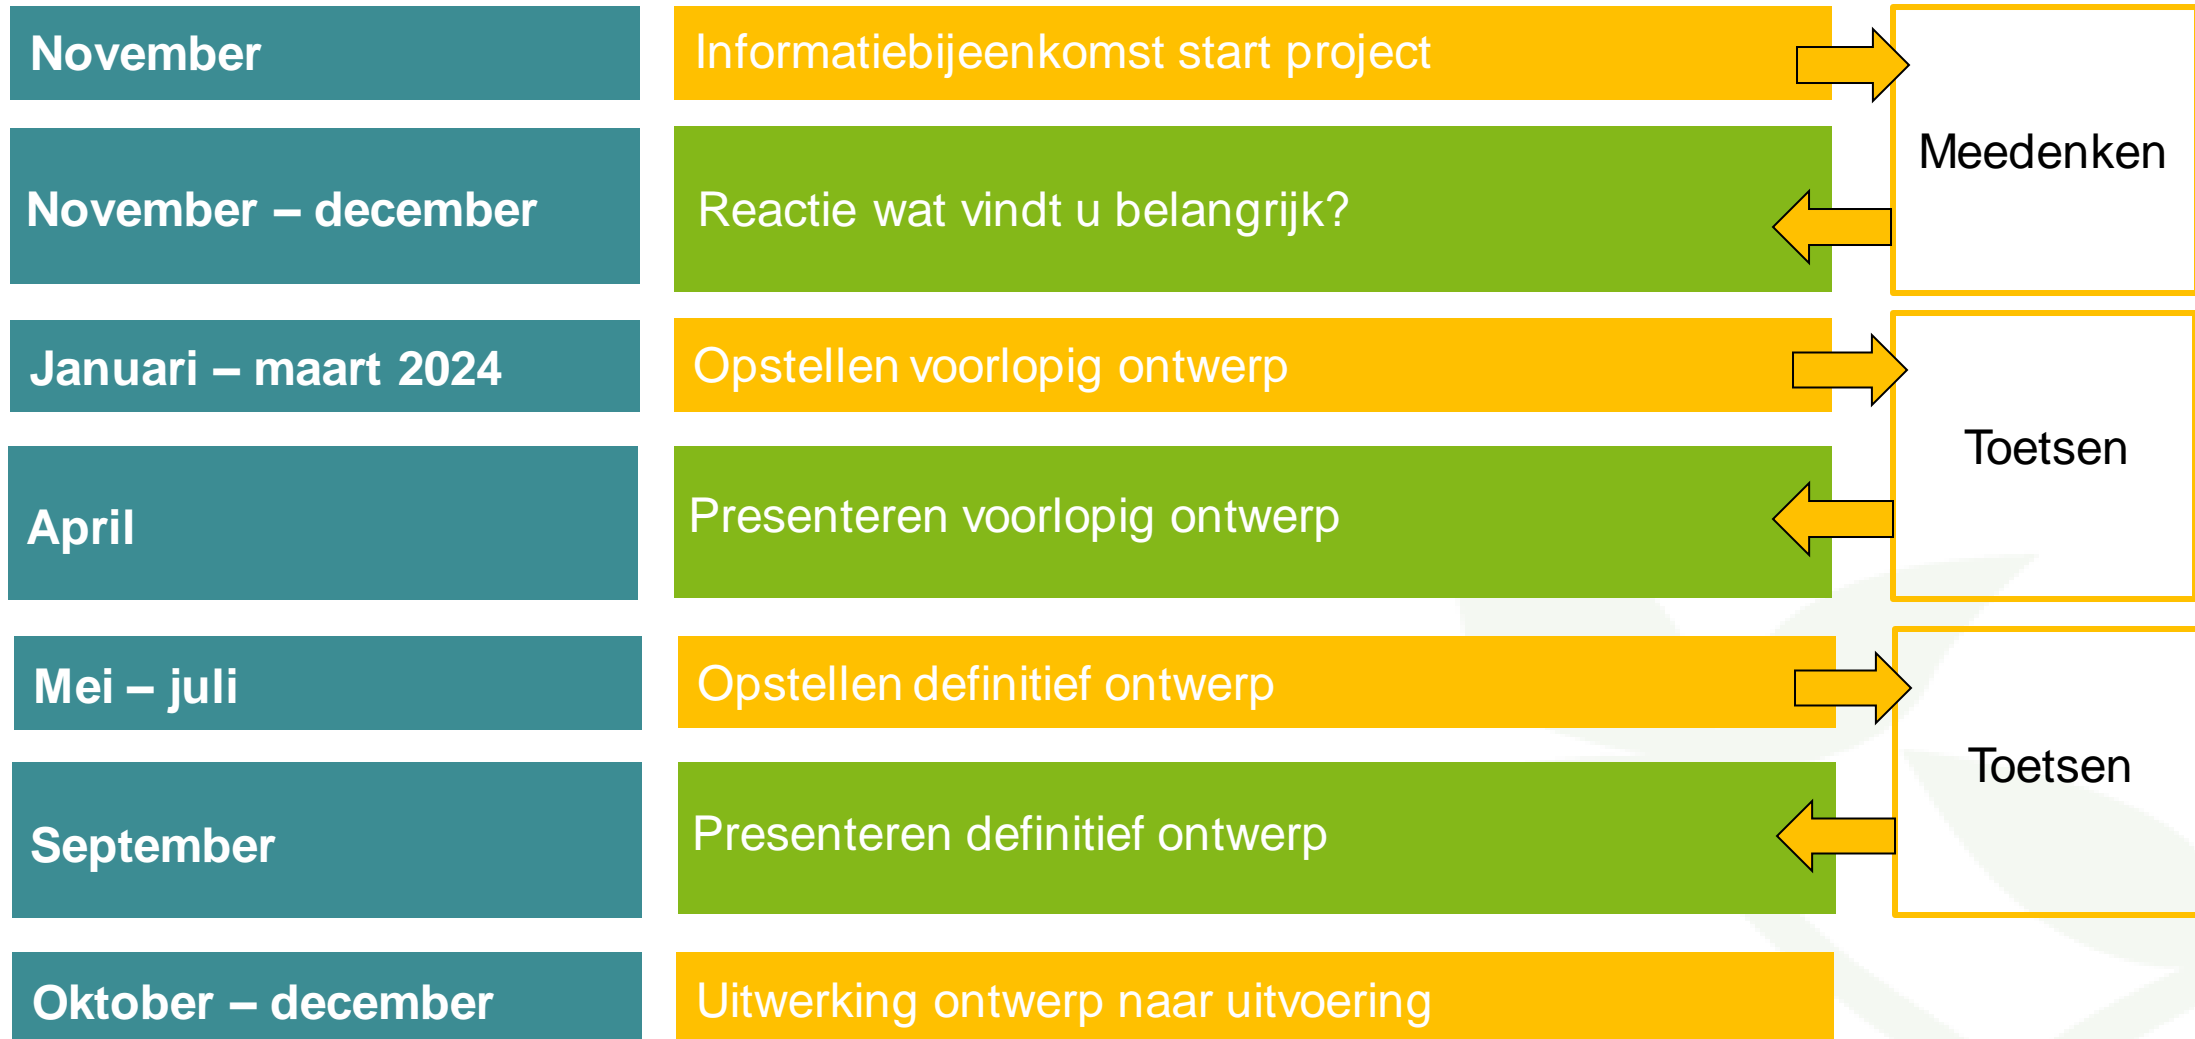 November
Informatiebijeenkomst start project
Meedenken
November – december
Reactie wat vindt u belangrijk?
Januari – maart 2024
Opstellen voorlopig ontwerp
Toetsen
April
Presenteren voorlopig ontwerp
Mei – juli
Opstellen definitief ontwerp
Toetsen
September
Presenteren definitief ontwerp
Oktober – december
Uitwerking ontwerp naar uitvoering